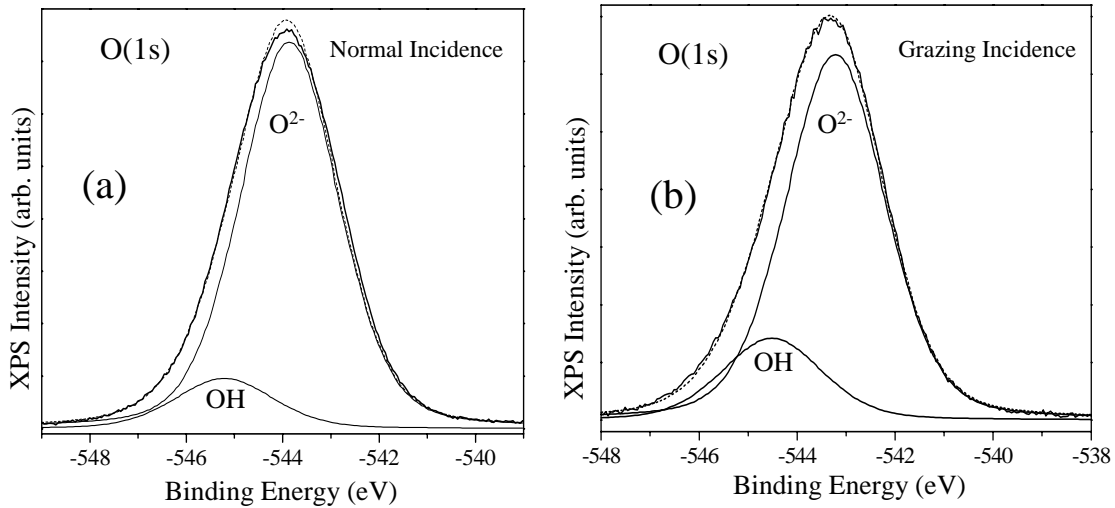 O(1s)
Normal Incidence
O²⁻
(a)
OH
XPS Intensity (arb. units)
-548 -546 -544 -542 -540
Binding Energy (eV)
O(1s)
Grazing Incidence
O²⁻
(b)
OH
XPS Intensity (arb. units)
-548 -546 -544 -542 -540 -538
Binding Energy (eV)